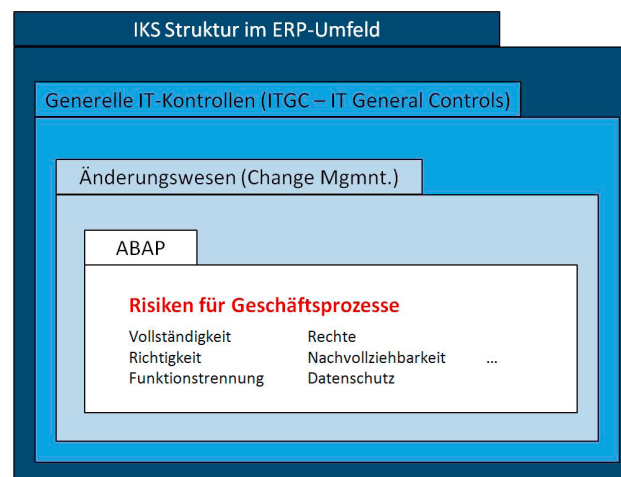 IKS Struktur im ERP-Umfeld
Generelle IT-Kontrollen (ITGC – IT General Controls)
Änderungswesen (Change Mgmnt.)
ABAP
Risiken für Geschäftsprozesse
Vollständigkeit Rechte
Richtigkeit Nachvollziehbarkeit ...
Funktionstrennung Datenschutz